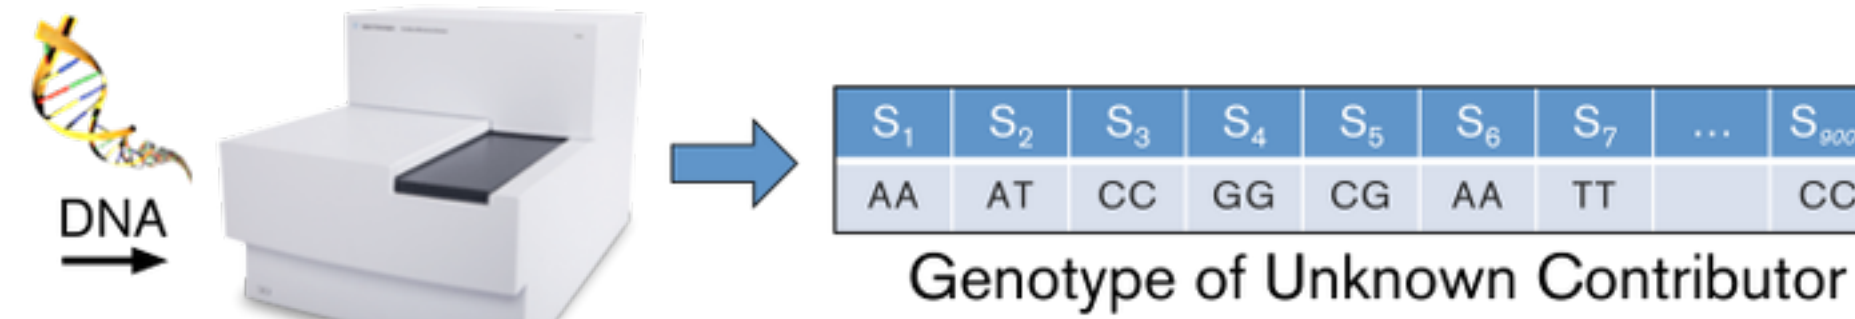 DNA
S₁ S₂ S₃ S₄ S₅ S₆ S₇ ... S₉₀₀
AA AT CC GG CG AA TT CC
Genotype of Unknown Contributor